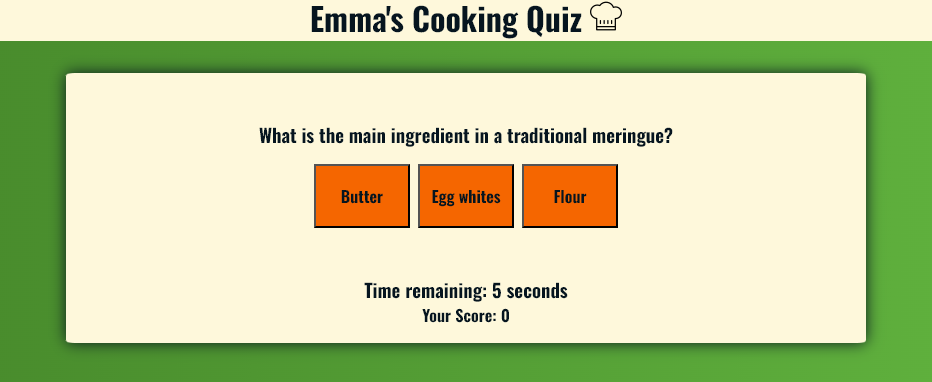 Emma's Cooking Quiz
What is the main ingredient in a traditional meringue?
Butter
Egg whites
Flour
Time remaining: 5 seconds
Your Score: 0